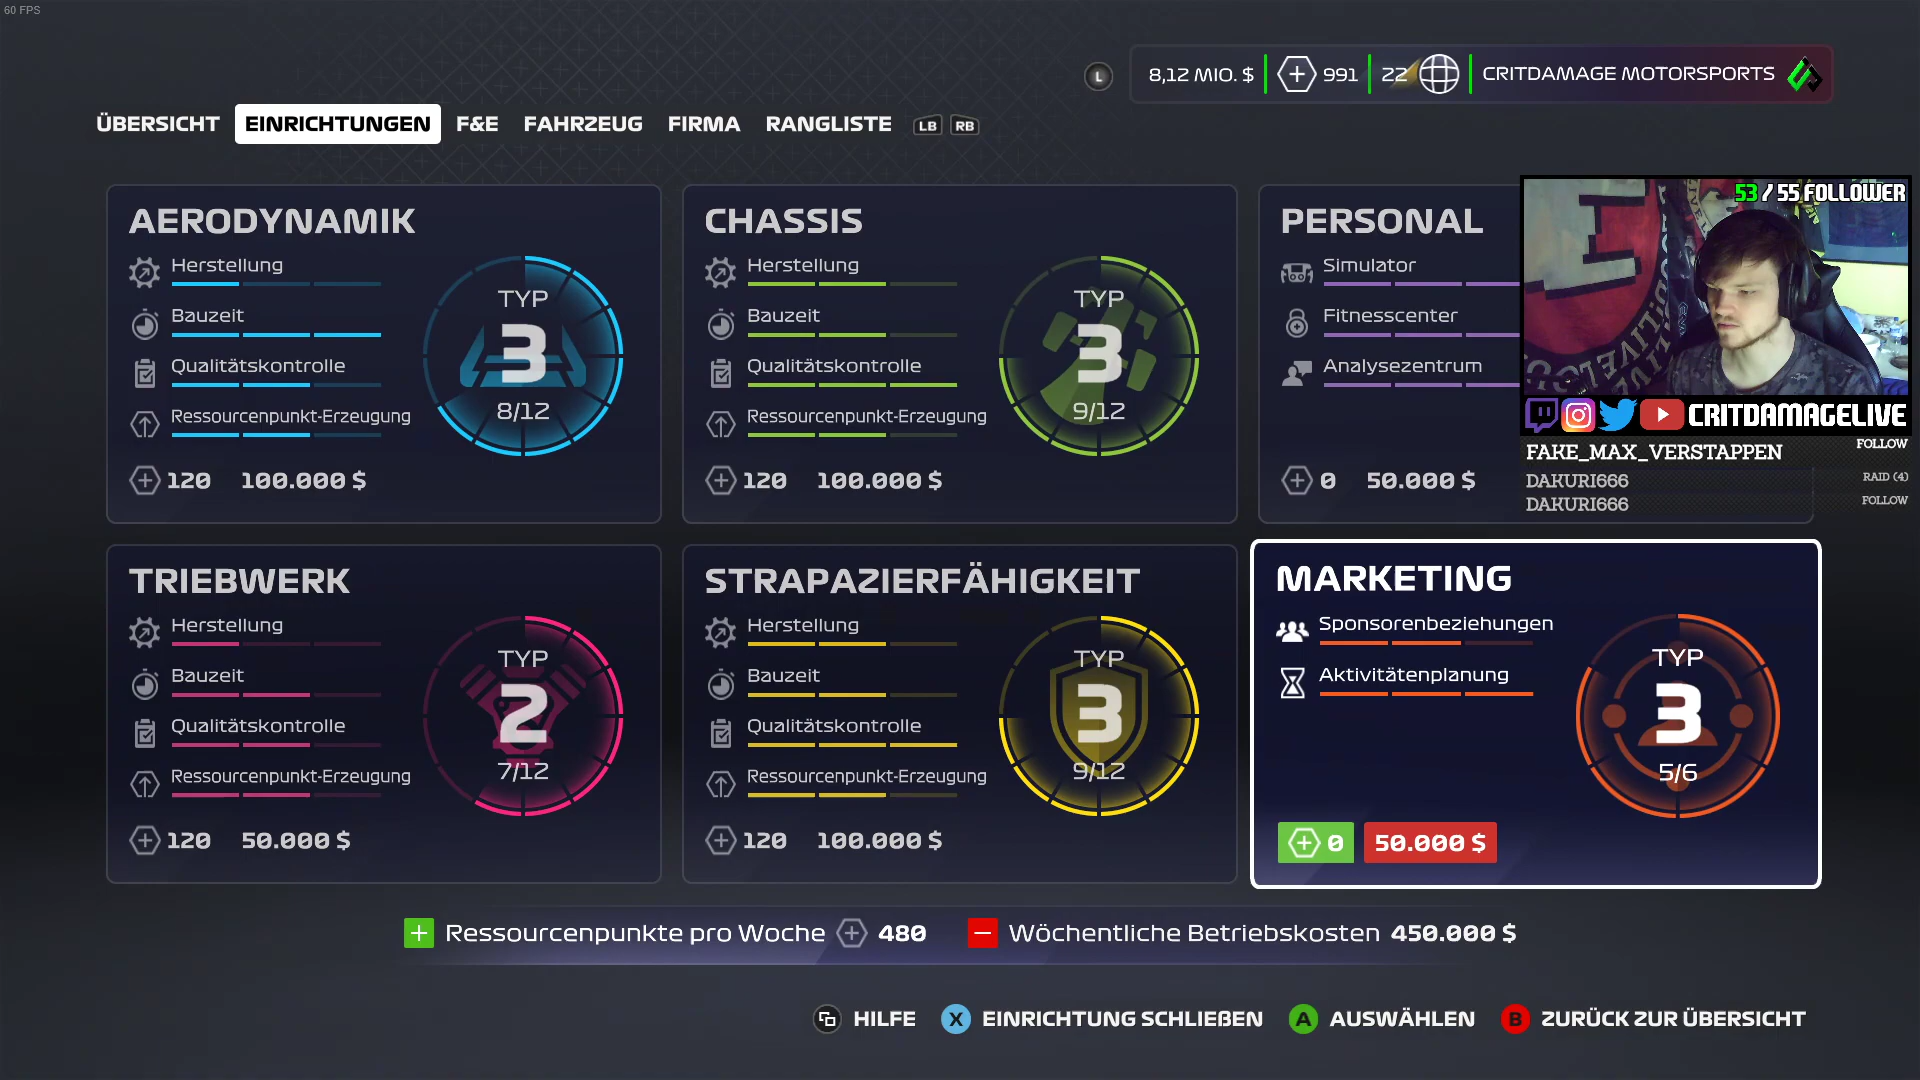 60 FPS
L
8,12 MIO. $
991
22
CRITDAMAGE MOTORSPORTS
ÜBERSICHT
EINRICHTUNGEN
F&E
FAHRZEUG
FIRMA
RANGLISTE
LB
RB
AERODYNAMIK
Herstellung
Bauzeit
Qualitätskontrolle
Ressourcenpunkt-Erzeugung
TYP
3
8/12
120 100.000 $
CHASSIS
Herstellung
Bauzeit
Qualitätskontrolle
Ressourcenpunkt-Erzeugung
TYP
3
9/12
120 100.000 $
PERSONAL
Simulator
Fitnesscenter
Analysezentrum
0 50.000 $
53 / 55 FOLLOWER
CRITDAMAGELIVE
FAKE_MAX_VERSTAPPEN FOLLOW
DAKURI666 RAID (4)
DAKURI666 FOLLOW
TRIEBWERK
Herstellung
Bauzeit
Qualitätskontrolle
Ressourcenpunkt-Erzeugung
TYP
2
7/12
120 50.000 $
STRAPAZIERFÄHIGKEIT
Herstellung
Bauzeit
Qualitätskontrolle
Ressourcenpunkt-Erzeugung
TYP
3
9/12
120 100.000 $
MARKETING
Sponsorenbeziehungen
Aktivitätenplanung
TYP
3
5/6
0 50.000 $
Ressourcenpunkte pro Woche 480
Wöchentliche Betriebskosten 450.000 $
HILFE
X EINRICHTUNG SCHLIEẞEN
A AUSWÄHLEN
B ZURÜCK ZUR ÜBERSICHT